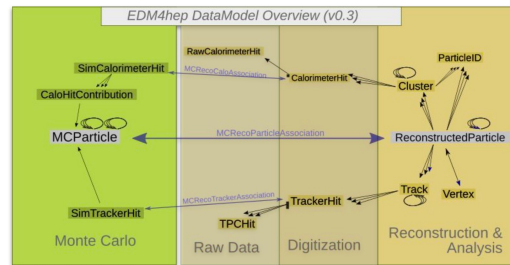 EDM4hep DataModel Overview (v0.3)
RawCalorimeterHit
SimCalorimeterHit
MCRecoCaloAssociation
CalorimeterHit
ParticleID
Cluster
CaloHitContribution
MCParticle
MCRecoParticleAssociation
ReconstructedParticle
MCRecoTrackerAssociation
SimTrackerHit
TrackerHit
Track
Vertex
TPCHit
Monte Carlo
Raw Data
Digitization
Reconstruction &
Analysis